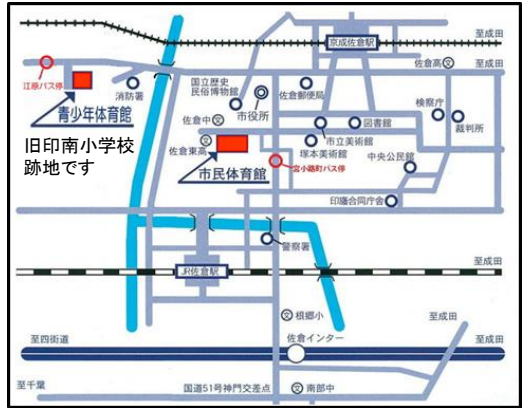 至成田
京成佐倉駅
佐倉高
至成田
江原バス停
消防署
国立歴史
民俗博物館
市役所
佐倉郵便局
検察庁
青少年体育館
佐倉中
市立美術館
図書館
裁判所
旧印南小学校
跡地です
佐倉東高
塚本美術館
中央公民館
市民体育館
宮小路町バス停
印旛合同庁舎
警察署
至成田
JR佐倉駅
根郷小
至成田
至四街道
佐倉インター
至成田
至千葉
国道51号神門交差点
南部中